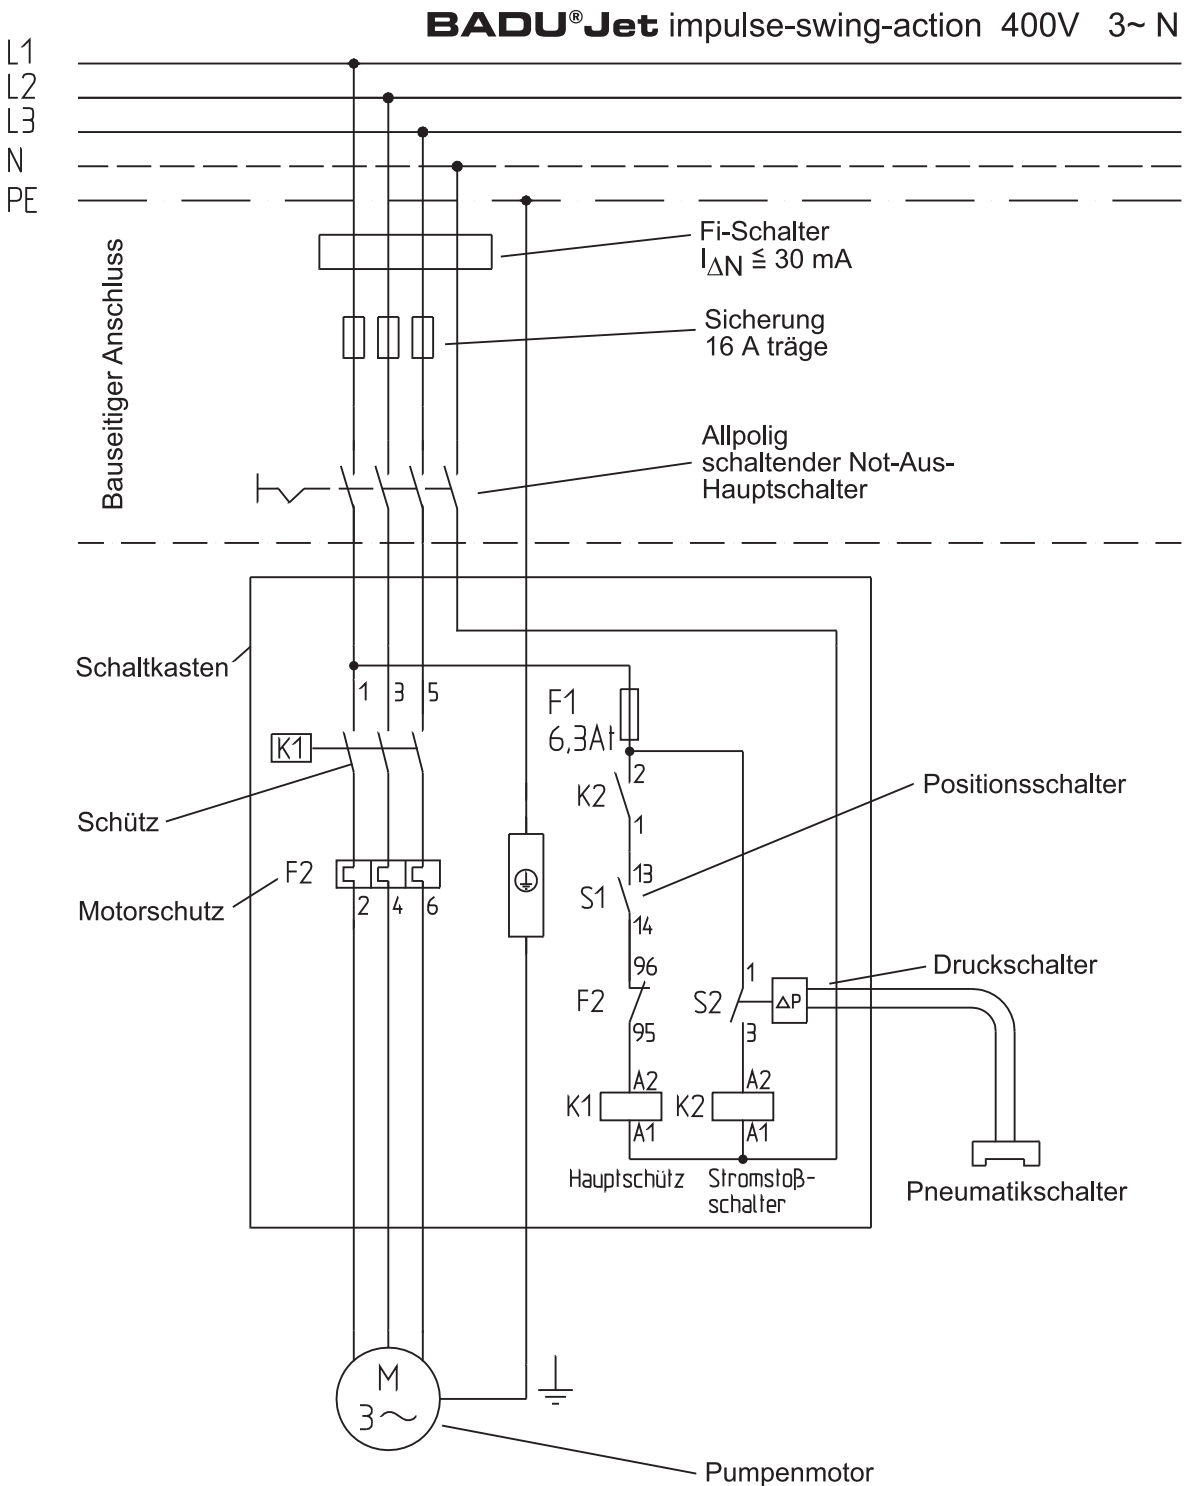 BADU®Jet impulse-swing-action 400V 3~ N
L1
L2
L3
N
PE
Bauseitiger Anschluss
Fi-Schalter
IΔN ≦ 30 mA
Sicherung
16 A träge
Allpolig
schaltender Not-Aus-
Hauptschalter
Schaltkasten
1 3 5
F1
6,3At
K1
2
K2
1
Positionsschalter
Schütz
F2
13
S1
14
2 4 6
Motorschutz
96
F2
95
1
S2
3
ΔP
Druckschalter
A2
K1
A1
A2
K2
A1
Hauptschütz
Stromstoß-
schalter
Pneumatikschalter
M
3~
Pumpenmotor